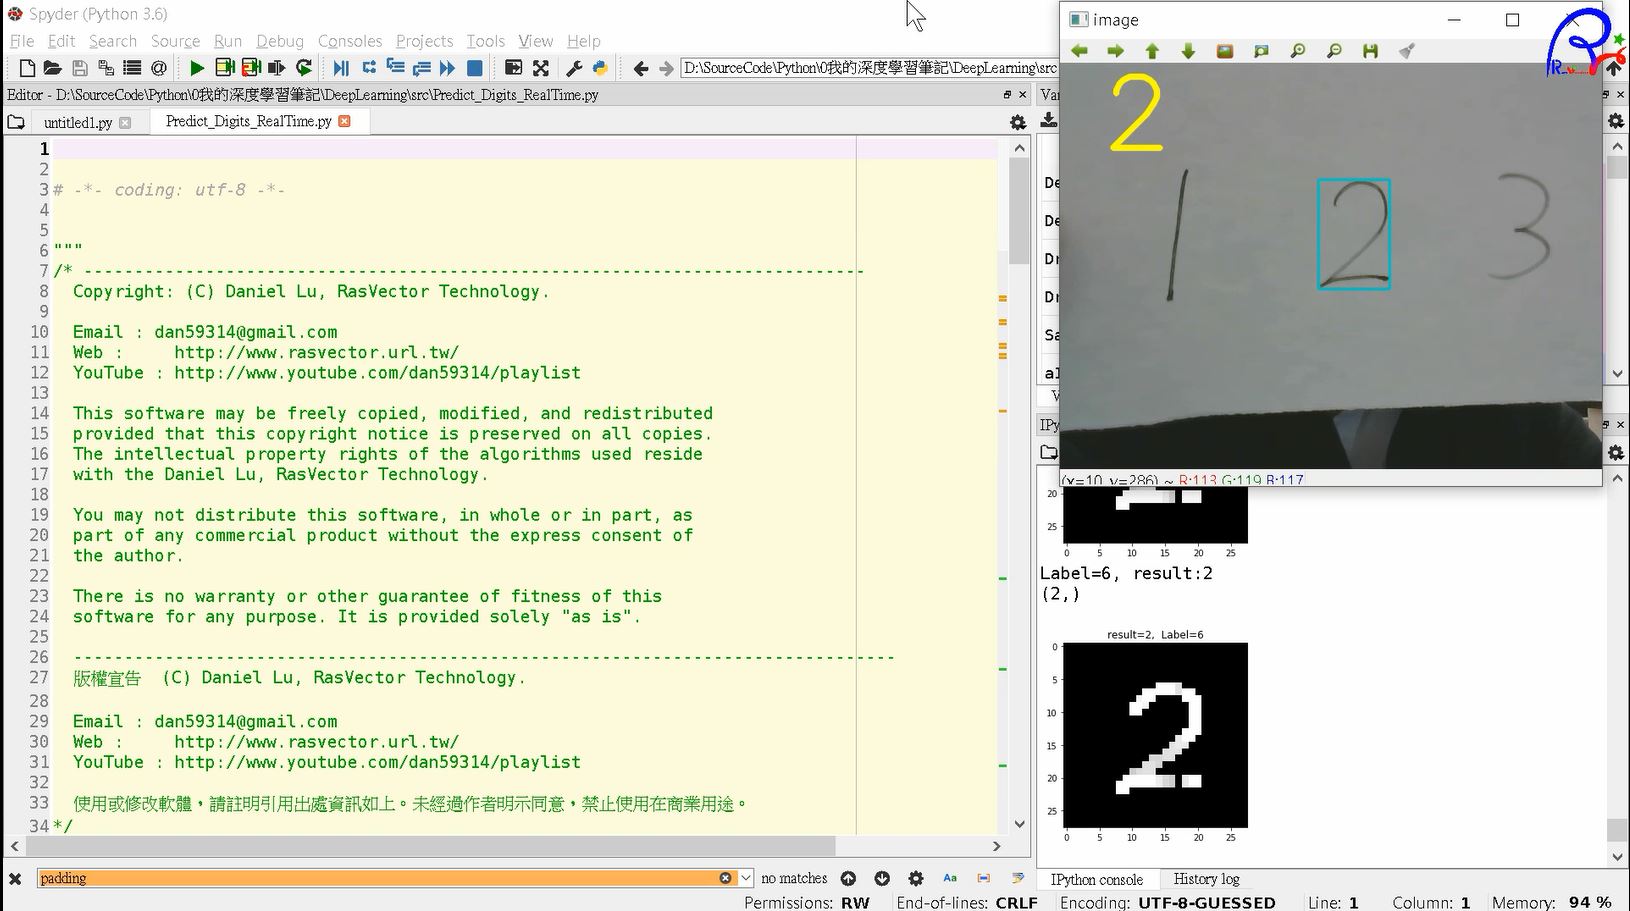 Spyder (Python 3.6)
File Edit Search Source Run Debug Consoles Projects Tools View Help
D:\SourceCode\Python\0我的深度學習筆記\DeepLearning\src
Editor - D:\SourceCode\Python\0我的深度學習筆記\DeepLearning\src\Predict_Digits_RealTime.py
untitled1.py Predict_Digits_RealTime.py
1
2
3 # -*- coding: utf-8 -*-
4
5
6 """
7 /* -----------------------------------------------------------------------------
8 Copyright: (C) Daniel Lu, RasVector Technology.
9
10 Email : dan59314@gmail.com
11 Web : http://www.rasvector.url.tw/
12 YouTube : http://www.youtube.com/dan59314/playlist
13
14 This software may be freely copied, modified, and redistributed
15 provided that this copyright notice is preserved on all copies.
16 The intellectual property rights of the algorithms used reside
17 with the Daniel Lu, RasVector Technology.
18
19 You may not distribute this software, in whole or in part, as
20 part of any commercial product without the express consent of
21 the author.
22
23 There is no warranty or other guarantee of fitness of this
24 software for any purpose. It is provided solely "as is".
25
26 ---------------------------------------------------------------------------------
27 版權宣告 (C) Daniel Lu, RasVector Technology.
28
29 Email : dan59314@gmail.com
30 Web : http://www.rasvector.url.tw/
31 YouTube : http://www.youtube.com/dan59314/playlist
32
33 使用或修改軟體，請註明引用出處資訊如上。未經過作者明示同意，禁止使用在商業用途。
34 */
padding
no matches Aa
image
2
1 2 3
(x=10, y=286) ~ R:113 G:119 B:117
20
25
0 5 10 15 20 25
Label=6, result:2
(2,)
result=2, Label=6
0
5
10
15
20
25
0 5 10 15 20 25
IPython console History log
Permissions: RW End-of-lines: CRLF Encoding: UTF-8-GUESSED Line: 1 Column: 1 Memory: 94 %